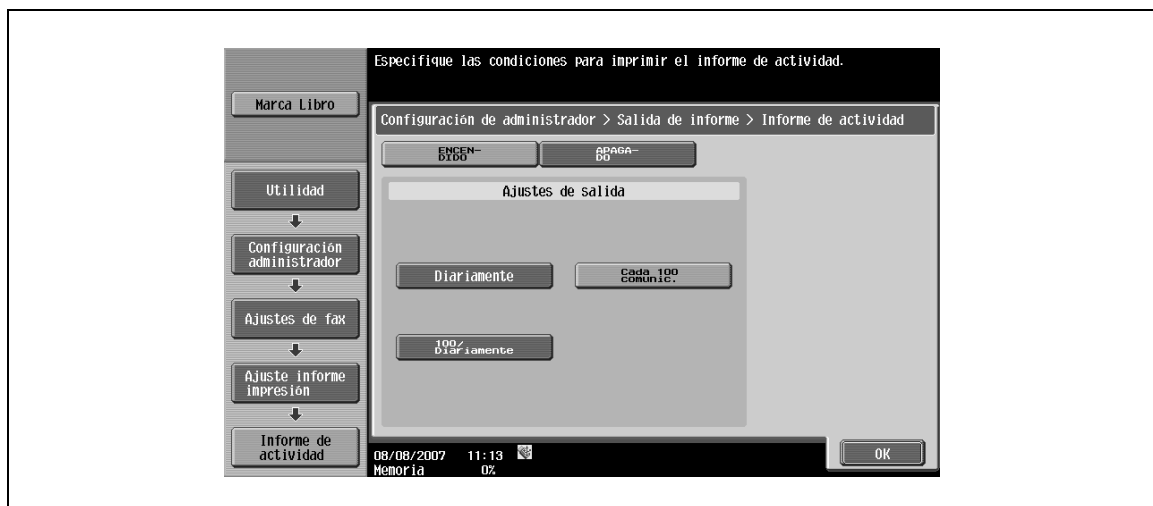 Especifique las condiciones para imprimir el informe de actividad.
Marca Libro
Configuración de administrador > Salida de informe > Informe de actividad
ENCEN-
DIDO
APAGA-
DO
Ajustes de salida
Utilidad
Configuración
administrador
Diariamente
Cada 100
comunic.
Ajustes de fax
100/
Diariamente
Ajuste informe
impresión
Informe de
actividad
08/08/2007 11:13
Memoria 0%
OK